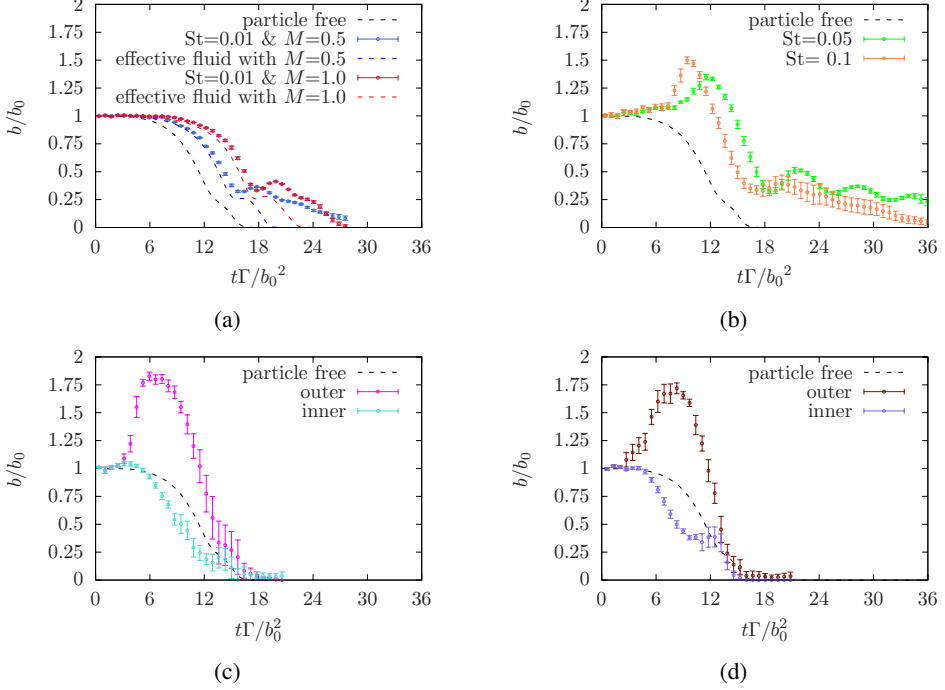 particle free
St=0.01 & M=0.5
effective fluid with M=0.5
St=0.01 & M=1.0
effective fluid with M=1.0
b/b₀
2
1.75
1.5
1.25
1
0.75
0.5
0.25
0
0 6 12 18 24 30 36
tΓ/b₀²
(a)
particle free
St=0.05
St= 0.1
b/b₀
2
1.75
1.5
1.25
1
0.75
0.5
0.25
0
0 6 12 18 24 30 36
tΓ/b₀²
(b)
particle free
outer
inner
b/b₀
2
1.75
1.5
1.25
1
0.75
0.5
0.25
0
0 6 12 18 24 30 36
tΓ/b₀²
(c)
particle free
outer
inner
b/b₀
2
1.75
1.5
1.25
1
0.75
0.5
0.25
0
0 6 12 18 24 30 36
tΓ/b₀²
(d)